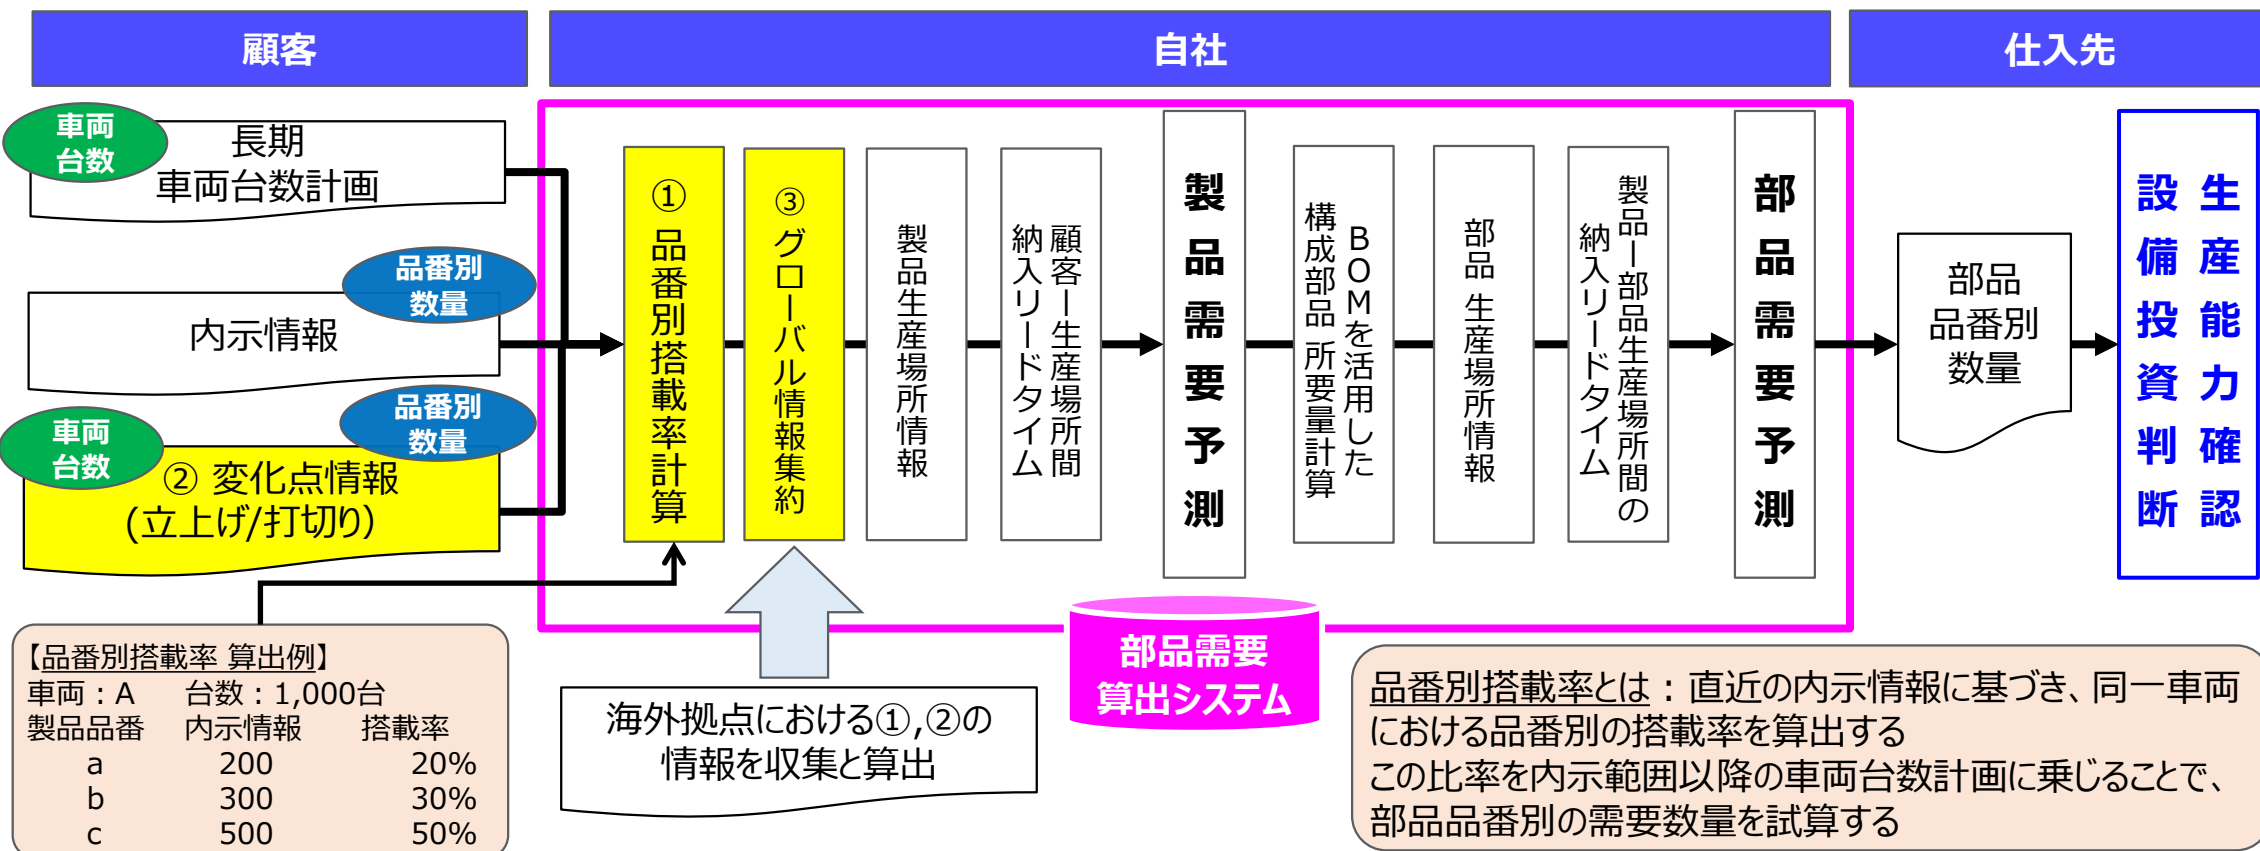 顧客
自社
仕入先
車両
台数
長期
車両台数計画
品番別
数量
内示情報
品番別
数量
車両
台数
② 変化点情報
(立上げ/打切り)
①品番別搭載率計算
③グローバル情報集約
製品生産場所情報
顧客ー生産場所間
納入リードタイム
製品需要予測
BOMを活用した
構成部品 所要量計算
部品 生産場所情報
製品ー部品生産場所間の
納入リードタイム
部品需要予測
部品
品番別
数量
生産能力確認
設備投資判断
【品番別搭載率 算出例】
車両:A 台数:1,000台
製品品番 内示情報 搭載率
a 200 20%
b 300 30%
c 500 50%
海外拠点における①,②の
情報を収集と算出
部品需要
算出システム
品番別搭載率とは:直近の内示情報に基づき、同一車両
における品番別の搭載率を算出する
この比率を内示範囲以降の車両台数計画に乗じることで、
部品品番別の需要数量を試算する